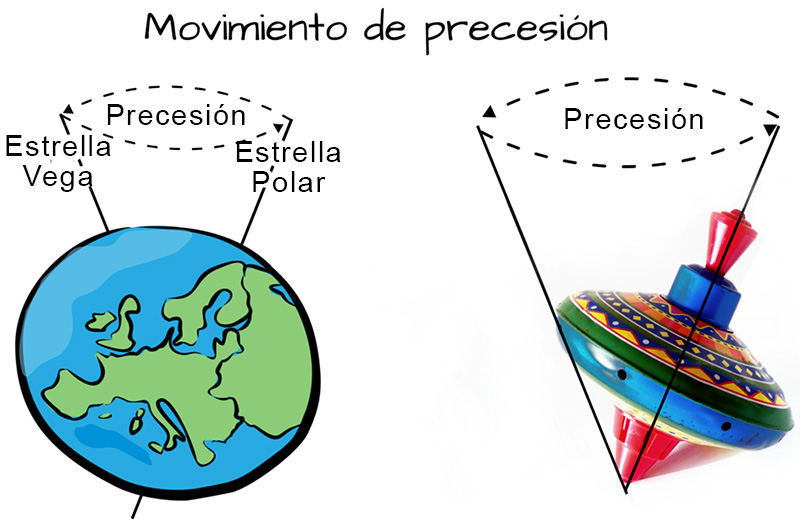 Movimiento de precesión
Precesión
Estrella
Vega
Estrella
Polar
Precesión